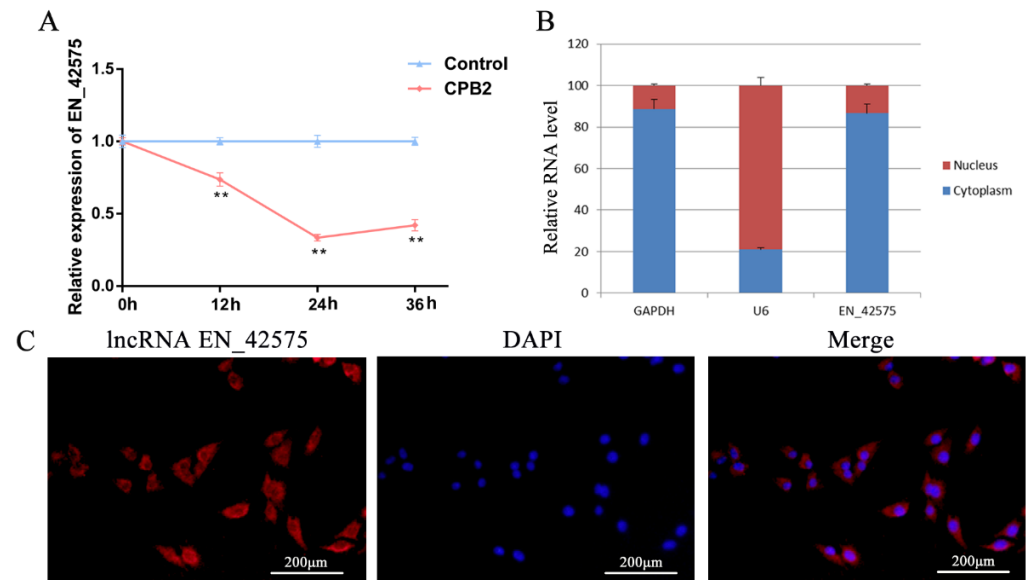 A
Relative expression of EN_42575
1.5
1.0
0.5
0.0
0h
12h
24h
36h
Control
CPB2
**
**
**
B
Relative RNA level
120
100
80
60
40
20
0
GAPDH
U6
EN_42575
Nucleus
Cytoplasm
C
lncRNA EN_42575
DAPI
Merge
200μm
200μm
200μm